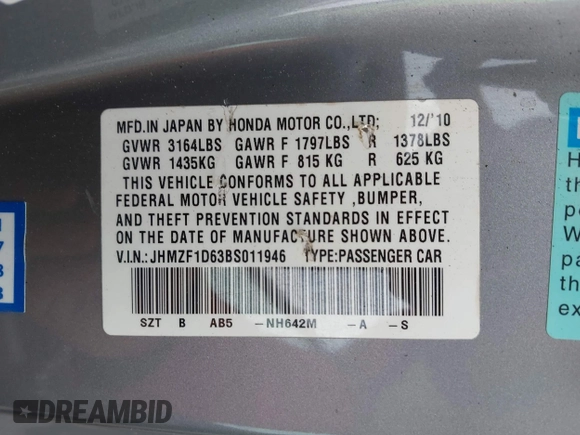 MFD.IN JAPAN BY HONDA MOTOR CO.,LTD; 12/'10
GVWR 3164LBS GAWR F 1797LBS R 1378LBS
GVWR 1435KG GAWR F 815 KG R 625 KG
THIS VEHICLE CONFORMS TO ALL APPLICABLE
FEDERAL MOTOR VEHICLE SAFETY ,BUMPER,
AND THEFT PREVENTION STANDARDS IN EFFECT
ON THE DATE OF MANUFACTURE SHOWN ABOVE.
V.I.N.:JHMZF1D63BS011946 TYPE:PASSENGER CAR
SZT B AB5 -NH642M -A -S
DREAMBID